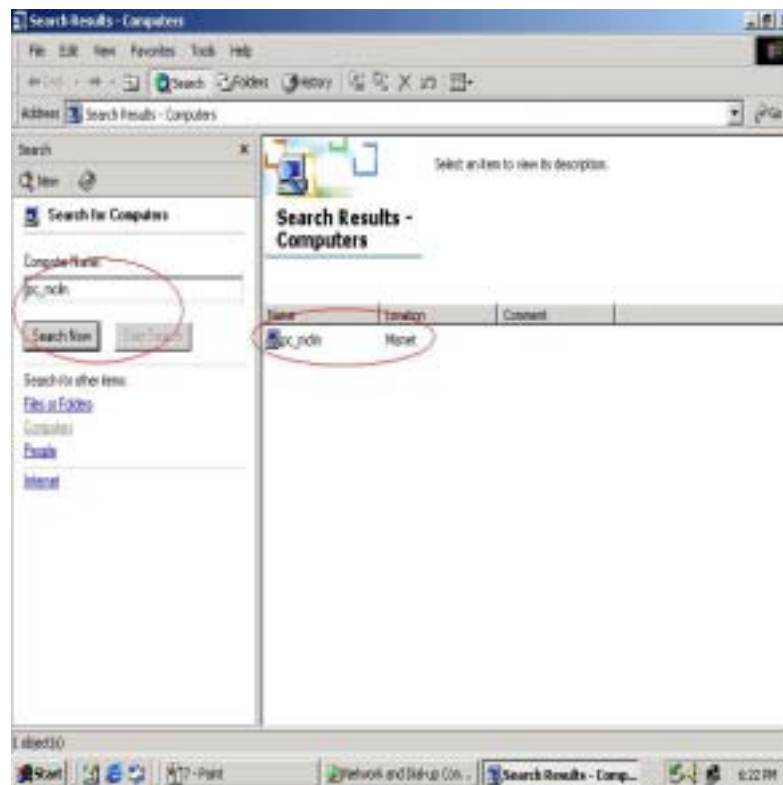 Search Results - Computers
File Edit View Favorites Tools Help
Search Folders History
Address Search Results - Computers
Search
New
Search for Computers
Computer Name:
Search Now Stop Search
Search for other items:
Files or Folders
Computers
People
Internet
Select an item to view its description.
Search Results -
Computers
Name Location Comment
1 object(s)
Start 7 - Paint Network and Dial-up Con... Search Results - Comp... 6:22 PM